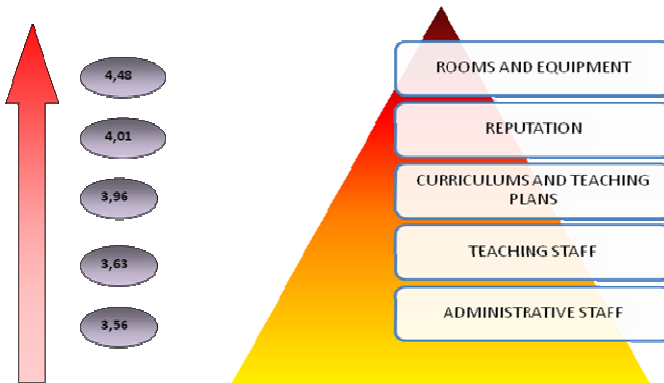 4,48
ROOMS AND EQUIPMENT
4,01
REPUTATION
3,96
CURRICULUMS AND TEACHING
PLANS
3,63
TEACHING STAFF
3,56
ADMINISTRATIVE STAFF